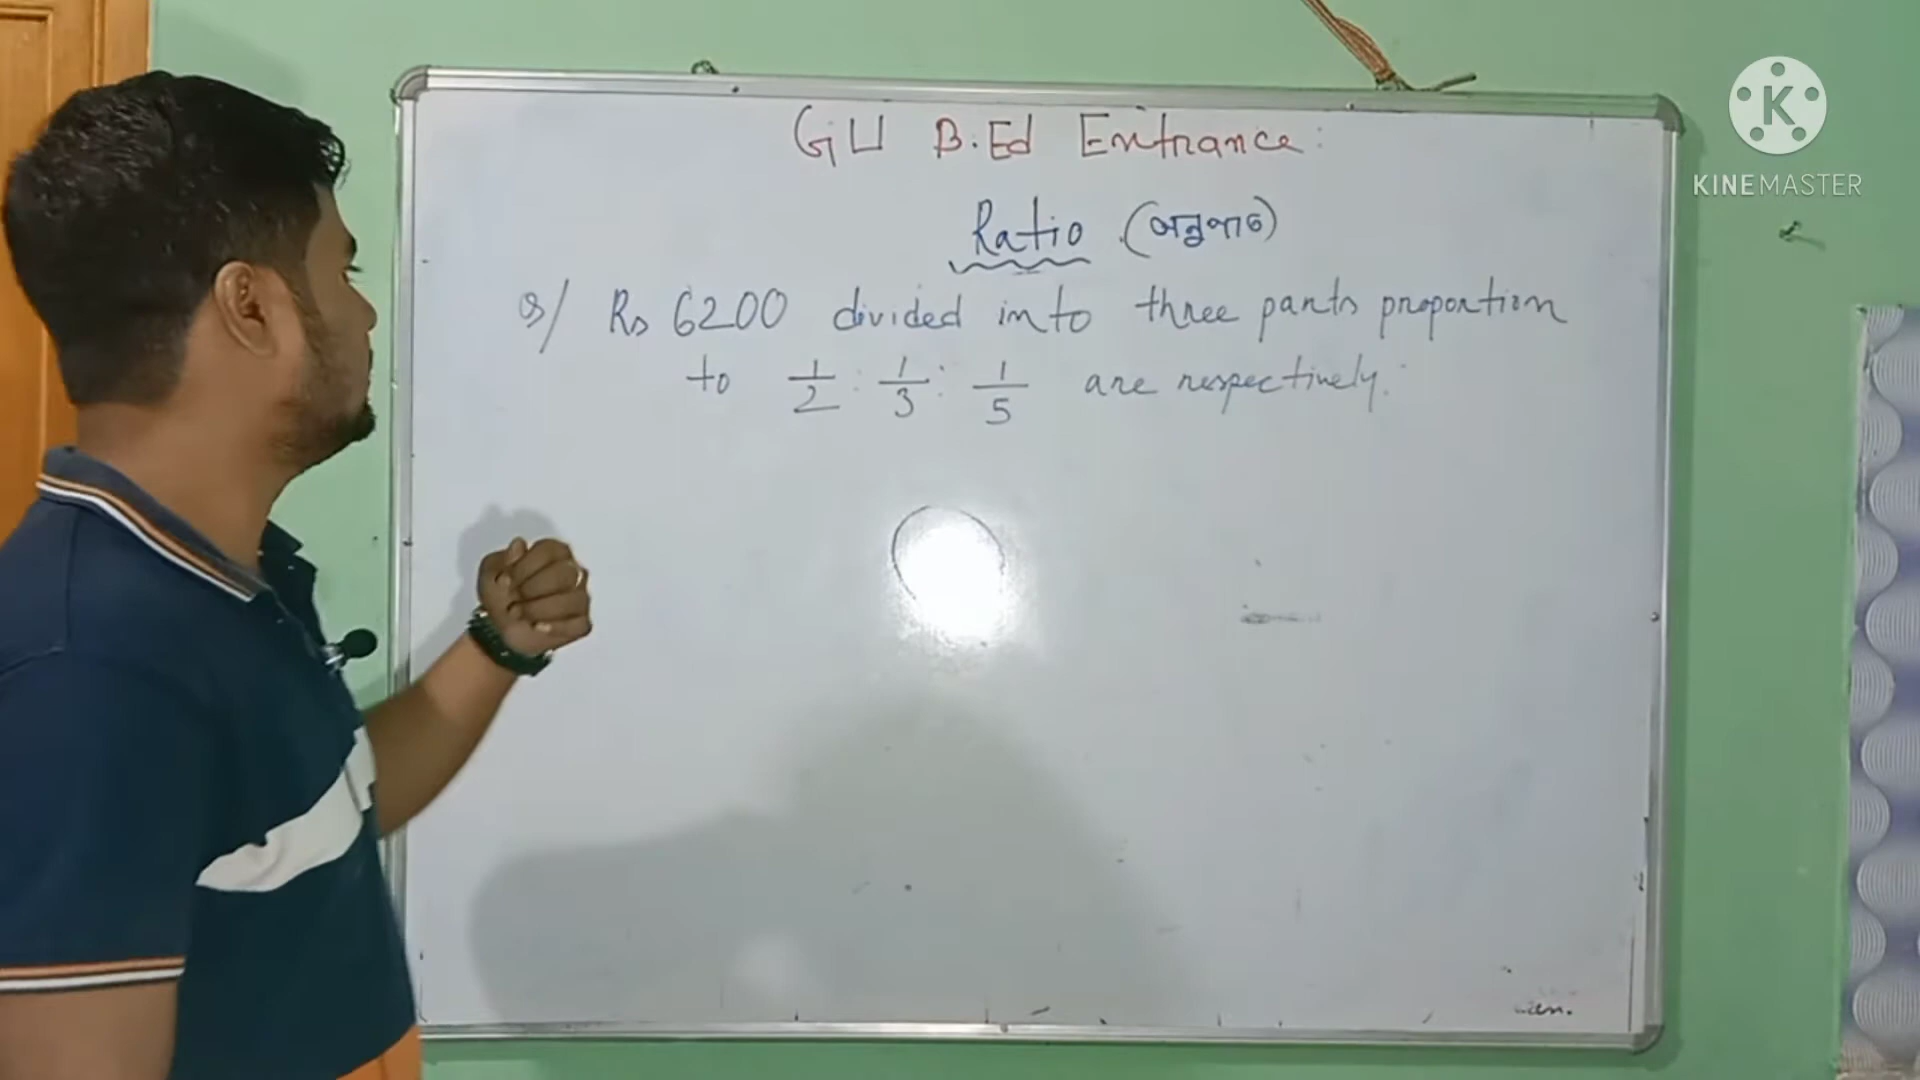 GU B.Ed Entrance:
Ratio (অনুপাত)
Q/ Rs 6200 divided into three parts proportion
to 1/2 : 1/3 : 1/5 are respectively:
K
KINEMASTER